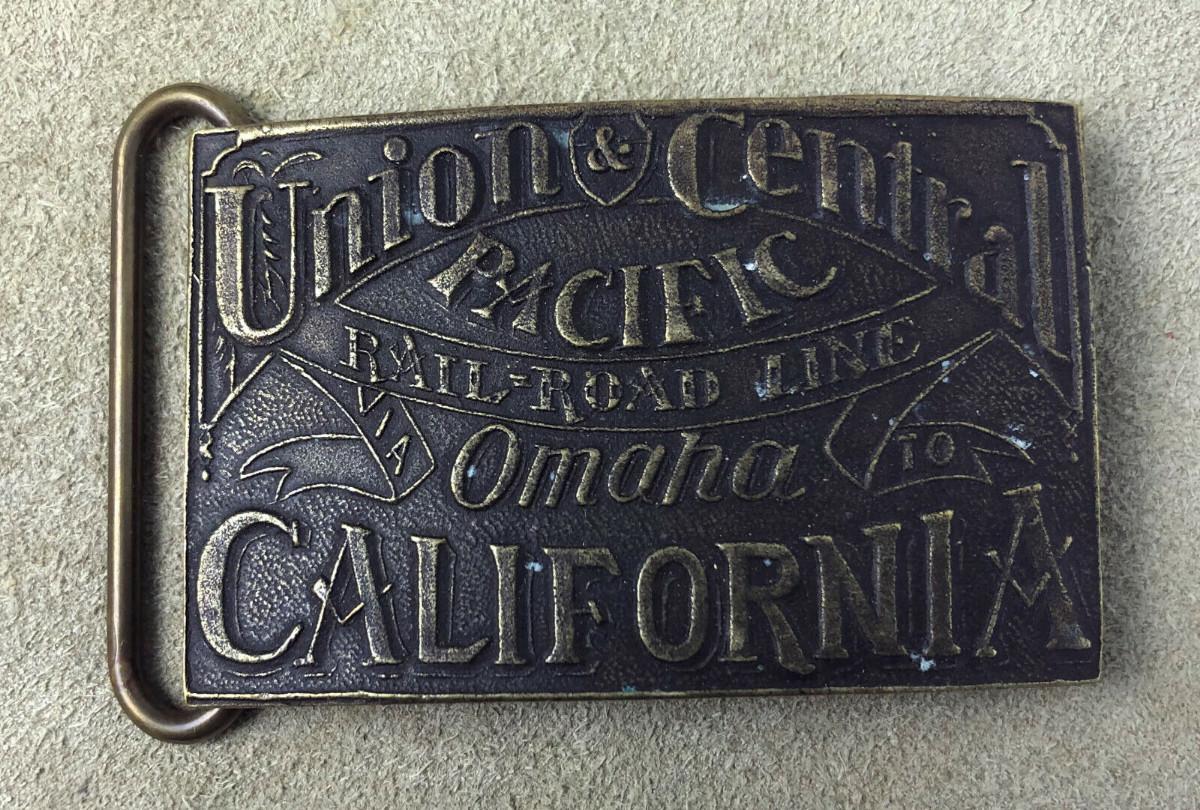 Union & Central
PACIFIC
RAIL-ROAD LINE
VIA Omaha TO
CALIFORNIA